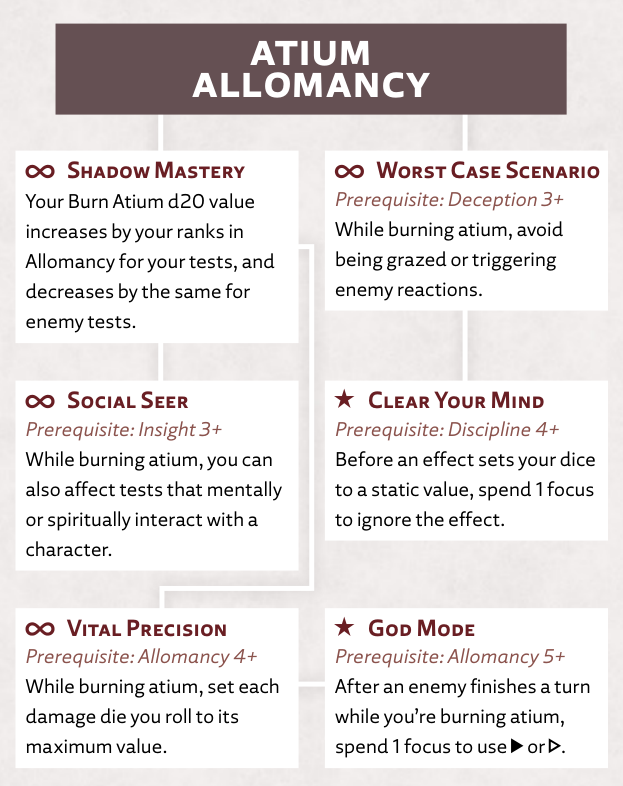 ATIUM
ALLOMANCY
∞ Shadow Mastery
Your Burn Atium d20 value
increases by your ranks in
Allomancy for your tests, and
decreases by the same for
enemy tests.
∞ Worst Case Scenario
Prerequisite: Deception 3+
While burning atium, avoid
being grazed or triggering
enemy reactions.
∞ Social Seer
Prerequisite: Insight 3+
While burning atium, you can
also affect tests that mentally
or spiritually interact with a
character.
★ Clear Your Mind
Prerequisite: Discipline 4+
Before an effect sets your dice
to a static value, spend 1 focus
to ignore the effect.
∞ Vital Precision
Prerequisite: Allomancy 4+
While burning atium, set each
damage die you roll to its
maximum value.
★ God Mode
Prerequisite: Allomancy 5+
After an enemy finishes a turn
while you're burning atium,
spend 1 focus to use ▶ or ▷.